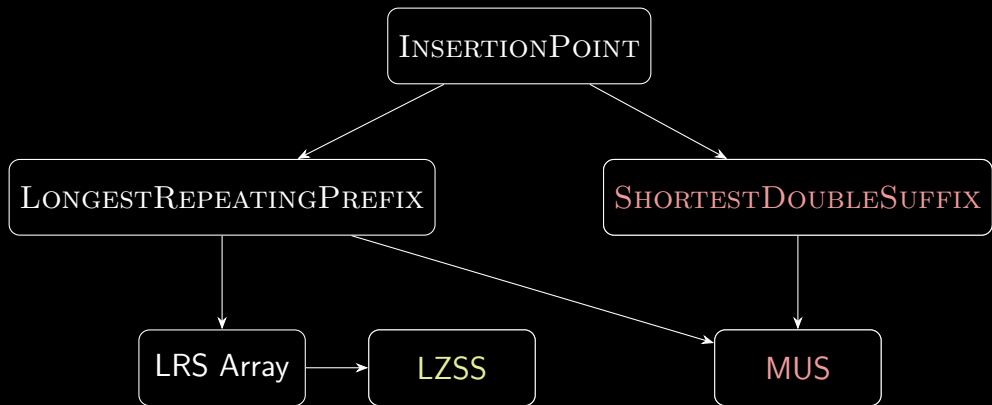 InsertionPoint
LongestRepeatingPrefix
ShortestDoubleSuffix
LRS Array
LZSS
MUS